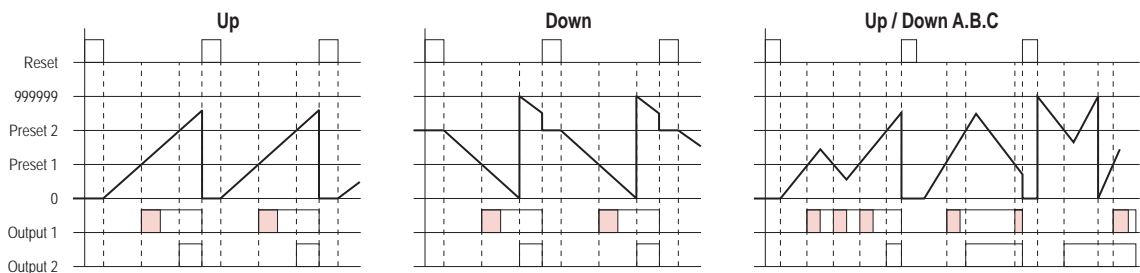 Up
Down
Up / Down A.B.C
Reset
999999
Preset 2
Preset 1
0
Output 1
Output 2